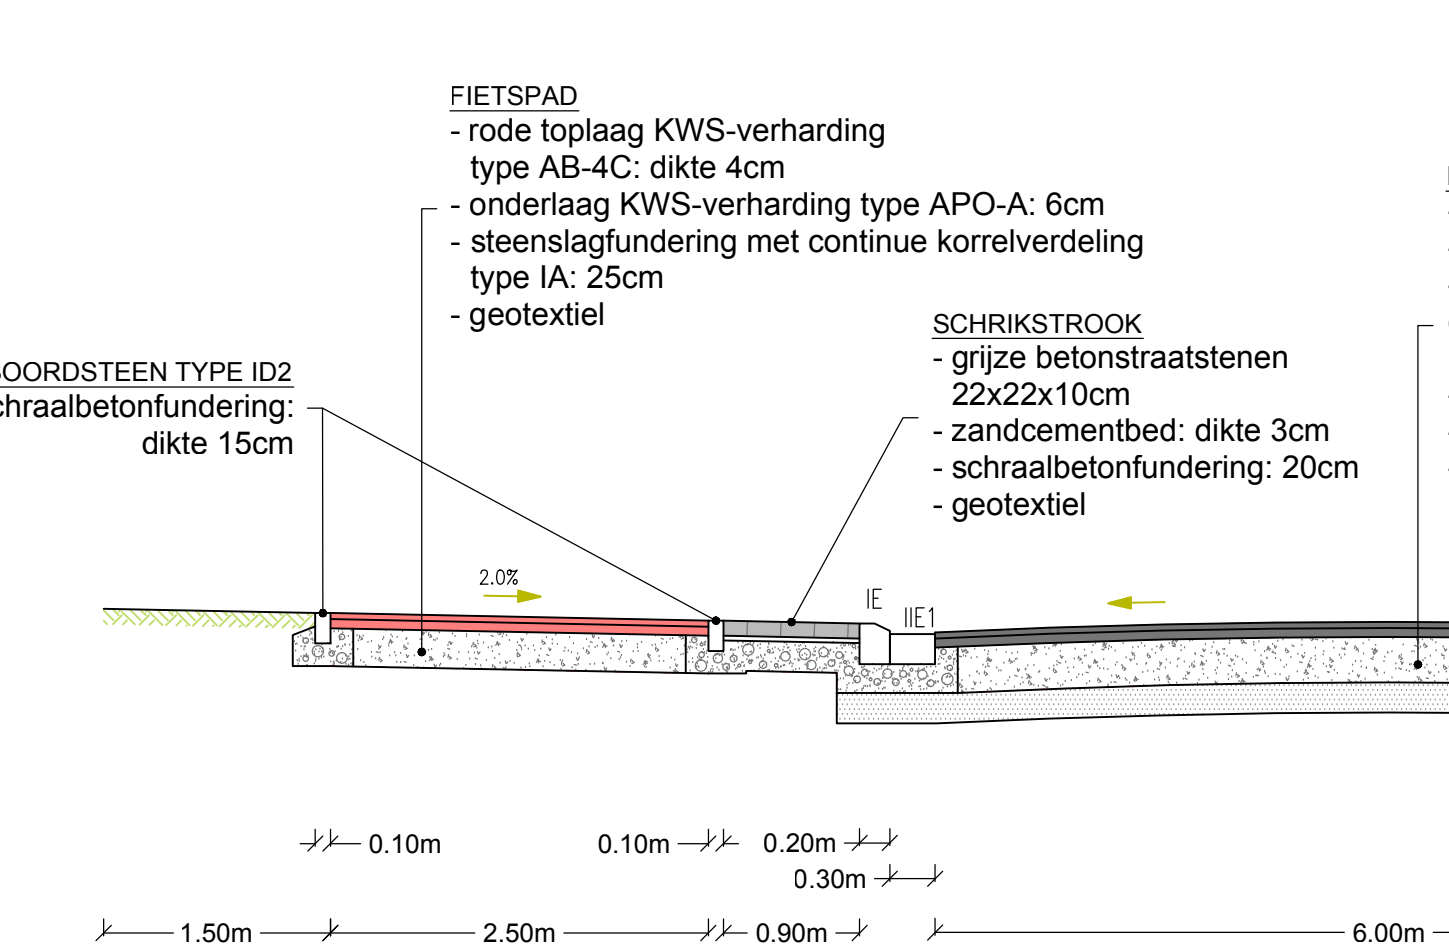 FIETSPAD
- rode toplaag KWS-verharding
type AB-4C: dikte 4cm
- onderlaag KWS-verharding type APO-A: 6cm
- steenslagfundering met continue korrelverdeling
type IA: 25cm
- geotextiel
SCHRIKSTROOK
- grijze betonstraatstenen
22x22x10cm
- zandcementbed: dikte 3cm
- schraalbetonfundering: 20cm
- geotextiel
OORDSTEEN TYPE ID2
chraalbetonfundering:
dikte 15cm
2.0%
IE
IIE1
0.10m
0.10m
0.20m
0.30m
1.50m
2.50m
0.90m
6.00m